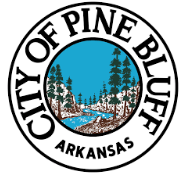 CITY OF PINE BLUFF
ARKANSAS